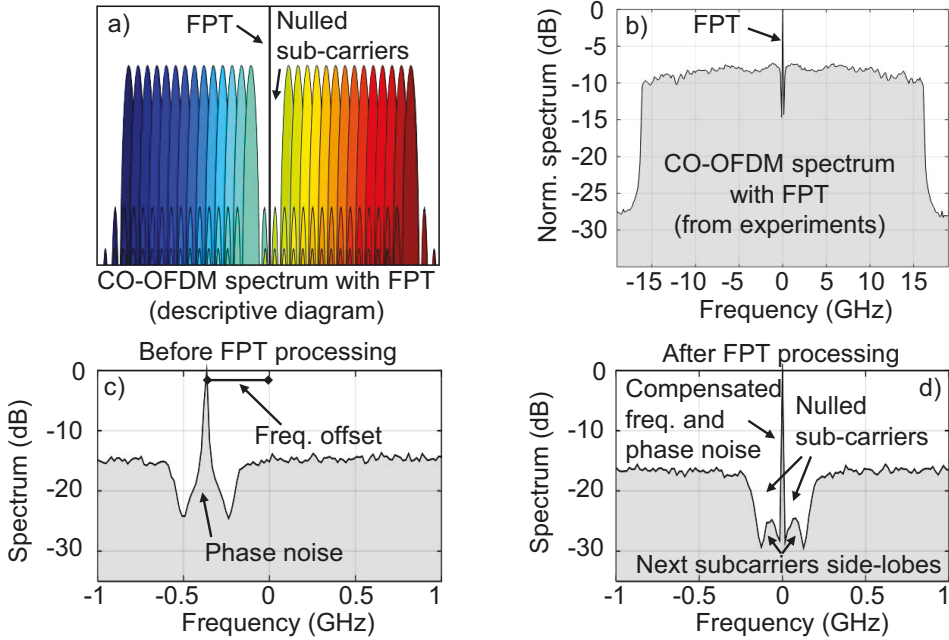 a)
FPT
Nulled
sub-carriers
CO-OFDM spectrum with FPT
(descriptive diagram)
b)
Norm. spectrum (dB)
0
-5
-10
-15
-20
-25
-30
FPT
CO-OFDM spectrum
with FPT
(from experiments)
-15 -10 -5 0 5 10 15
Frequency (GHz)
Before FPT processing
c)
Spectrum (dB)
0
-10
-20
-30
Freq. offset
Phase noise
-1 -0.5 0 0.5 1
Frequency (GHz)
After FPT processing
d)
Spectrum (dB)
0
-10
-20
-30
Compensated
freq. and
phase noise
Nulled
sub-carriers
Next subcarriers side-lobes
-1 -0.5 0 0.5 1
Frequency (GHz)